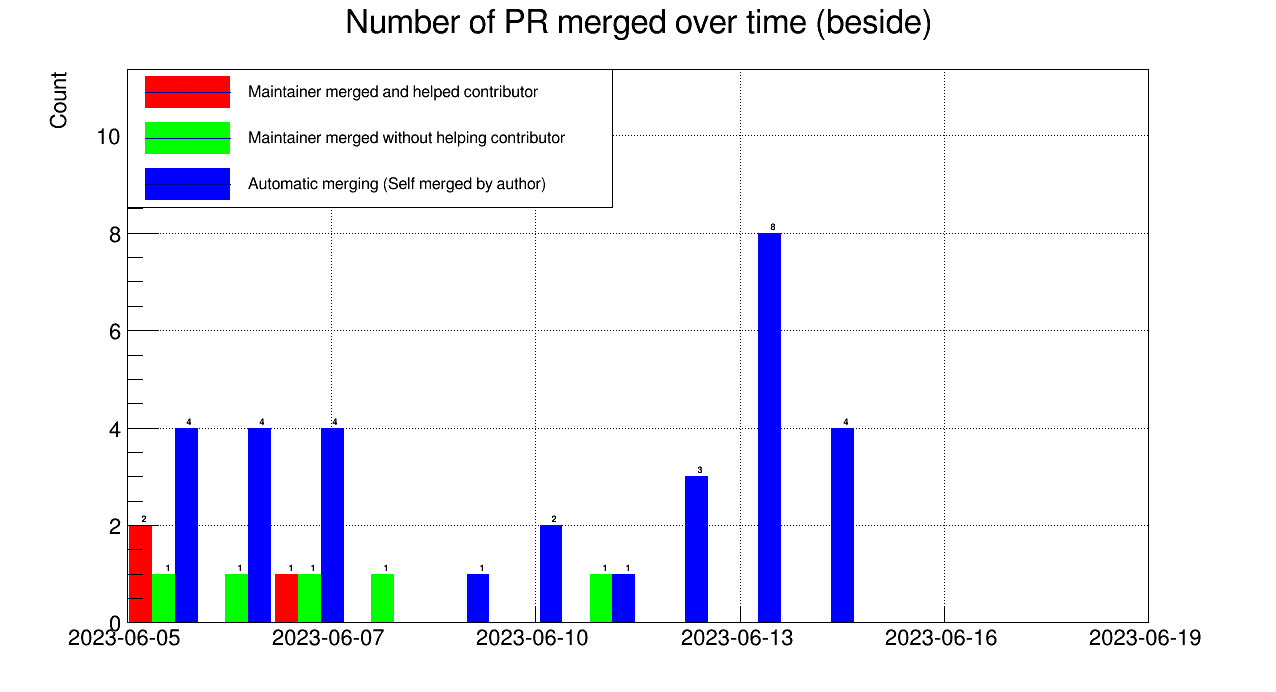 Number of PR merged over time (beside)
Count
Maintainer merged and helped contributor
Maintainer merged without helping contributor
Automatic merging (Self merged by author)
10
8
6
4
2
0
2 1 4 1 4 1 1 4 1 1 2 1 1 3 8 4
2023-06-05 2023-06-07 2023-06-10 2023-06-13 2023-06-16 2023-06-19